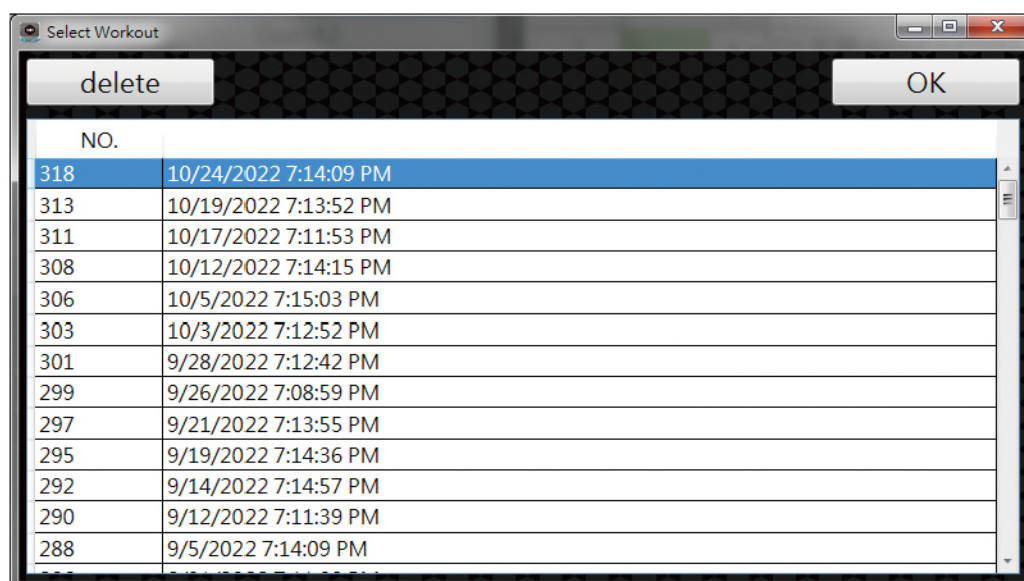 Select Workout
delete OK
NO.
318 10/24/2022 7:14:09 PM
313 10/19/2022 7:13:52 PM
311 10/17/2022 7:11:53 PM
308 10/12/2022 7:14:15 PM
306 10/5/2022 7:15:03 PM
303 10/3/2022 7:12:52 PM
301 9/28/2022 7:12:42 PM
299 9/26/2022 7:08:59 PM
297 9/21/2022 7:13:55 PM
295 9/19/2022 7:14:36 PM
292 9/14/2022 7:14:57 PM
290 9/12/2022 7:11:39 PM
288 9/5/2022 7:14:09 PM